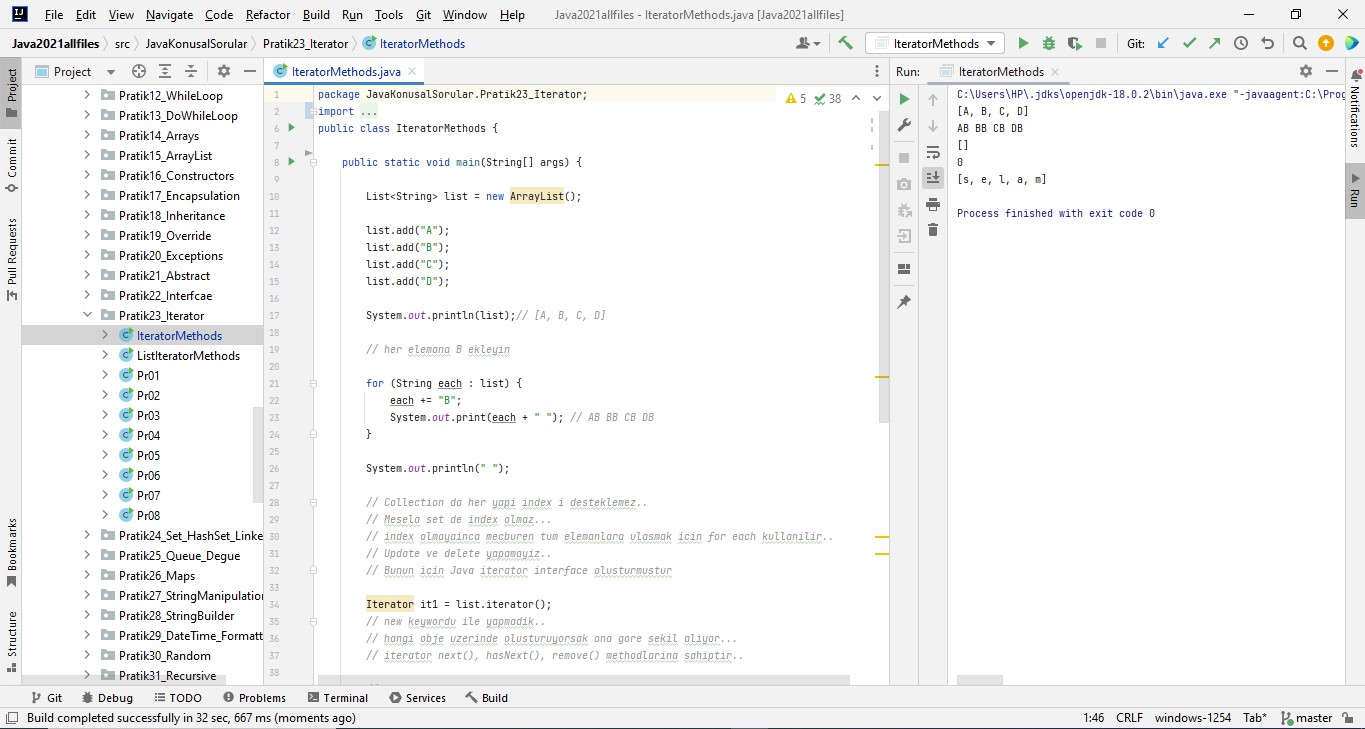 File Edit View Navigate Code Refactor Build Run Tools Git Window Help Java2021allfiles - IteratorMethods.java [Java2021allfiles]
Java2021allfiles src JavaKonusalSorular Pratik23_Iterator IteratorMethods IteratorMethods Git:
Project
IteratorMethods.java
Run: IteratorMethods
Project
Commit
Pull Requests
Bookmarks
Structure
Pratik12_WhileLoop
Pratik13_DoWhileLoop
Pratik14_Arrays
Pratik15_ArrayList
Pratik16_Constructors
Pratik17_Encapsulation
Pratik18_Inheritance
Pratik19_Override
Pratik20_Exceptions
Pratik21_Abstract
Pratik22_Interfcae
Pratik23_Iterator
IteratorMethods
ListIteratorMethods
Pr01
Pr02
Pr03
Pr04
Pr05
Pr06
Pr07
Pr08
Pratik24_Set_HashSet_Linke
Pratik25_Queue_Degue
Pratik26_Maps
Pratik27_StringManipulation
Pratik28_StringBuilder
Pratik29_DateTime_Formatt
Pratik30_Random
Pratik31_Recursive
5 38
1 package JavaKonusalSorular.Pratik23_Iterator;
2 import ...
6 public class IteratorMethods {
7
8 public static void main(String[] args) {
9
10 List<String> list = new ArrayList();
11
12 list.add("A");
13 list.add("B");
14 list.add("C");
15 list.add("D");
16
17 System.out.println(list);// [A, B, C, D]
18
19 // her elemana B ekleyin
20
21 for (String each : list) {
22 each += "B";
23 System.out.print(each + " "); // AB BB CB DB
24 }
25
26 System.out.println(" ");
27
28 // Collection da her yapi index i desteklemez..
29 // Mesela set de index olmaz...
30 // index olmayainca mecburen tum elemanlara ulasmak icin for each kullanilir..
31 // Update ve delete yapamayiz..
32 // Bunun icin Java iterator interface olusturmustur
33
34 Iterator it1 = list.iterator();
35 // new keywordu ile yapmadik..
36 // hangi obje uzerinde olusturuyorsak ona gore sekil aliyor...
37 // iterator next(), hasNext(), remove() methodlarina sahiptir..
38
C:\Users\HP\.jdks\openjdk-18.0.2\bin\java.exe "-javaagent:C:\Prog
[A, B, C, D]
AB BB CB DB
[]
0
[s, e, l, a, m]
Process finished with exit code 0
Notifications
Run
Git Debug TODO Problems Terminal Services Build
Build completed successfully in 32 sec, 667 ms (moments ago) 1:46 CRLF windows-1254 Tab* master